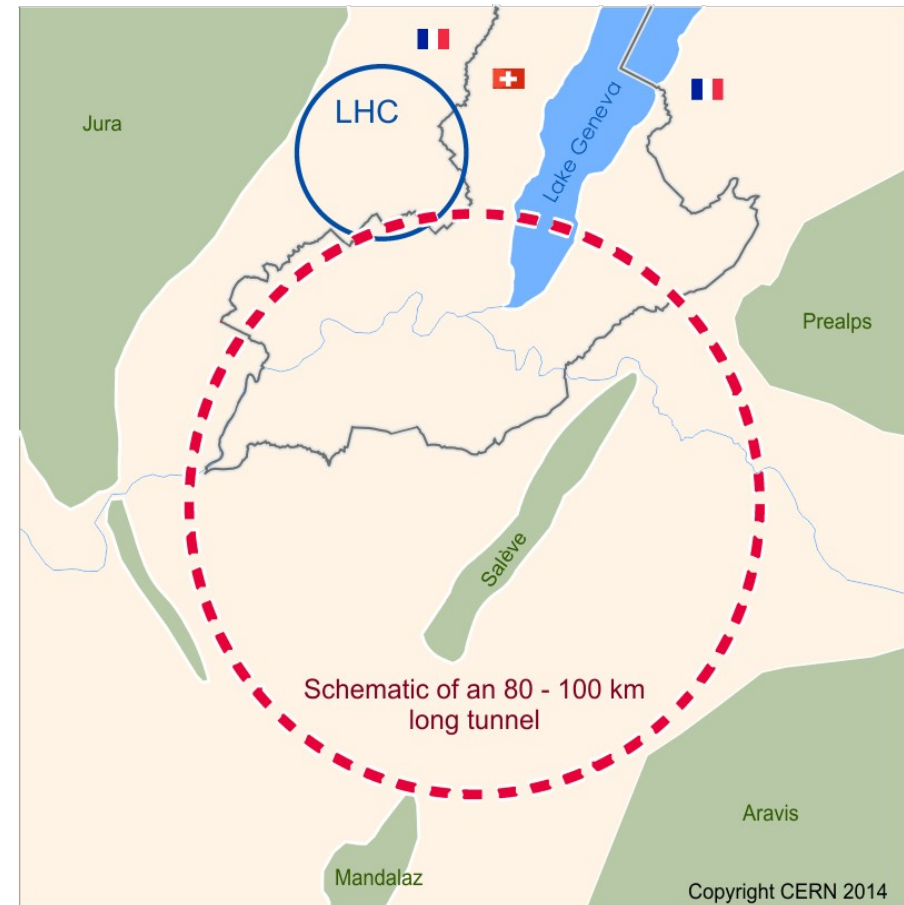 LHC
Jura
Lake Geneva
Prealps
Salève
Schematic of an 80 - 100 km
long tunnel
Aravis
Mandalaz
Copyright CERN 2014